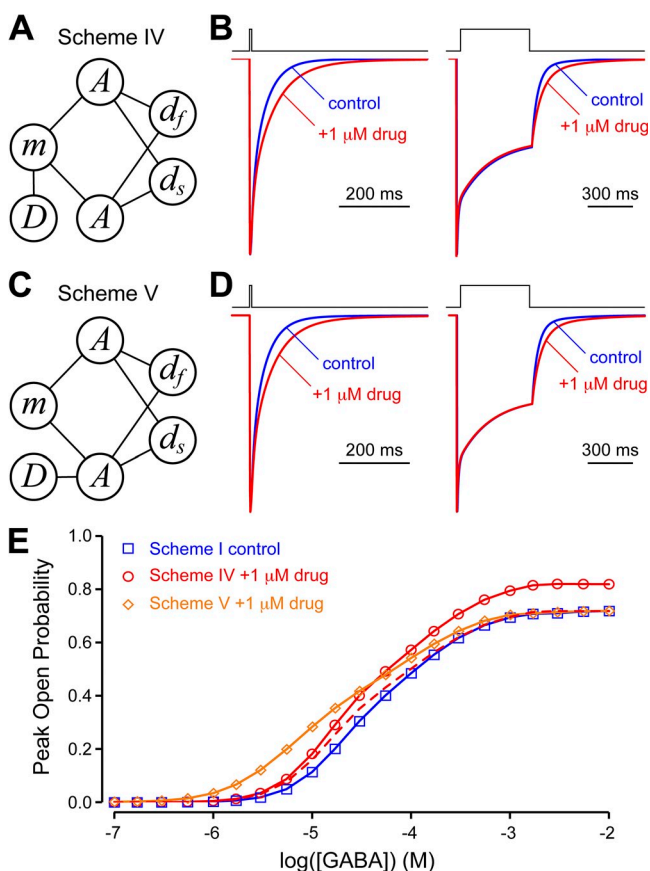 A
Scheme IV
A
d_f
m
d_s
D
A
B
control
+1 μM drug
200 ms
control
+1 μM drug
300 ms
C
Scheme V
A
d_f
m
d_s
D
A
D
control
+1 μM drug
200 ms
control
+1 μM drug
300 ms
E
Scheme I control
Scheme IV +1 μM drug
Scheme V +1 μM drug
Peak Open Probability
1.0
0.8
0.6
0.4
0.2
0.0
-7
-6
-5
-4
-3
-2
log([GABA]) (M)